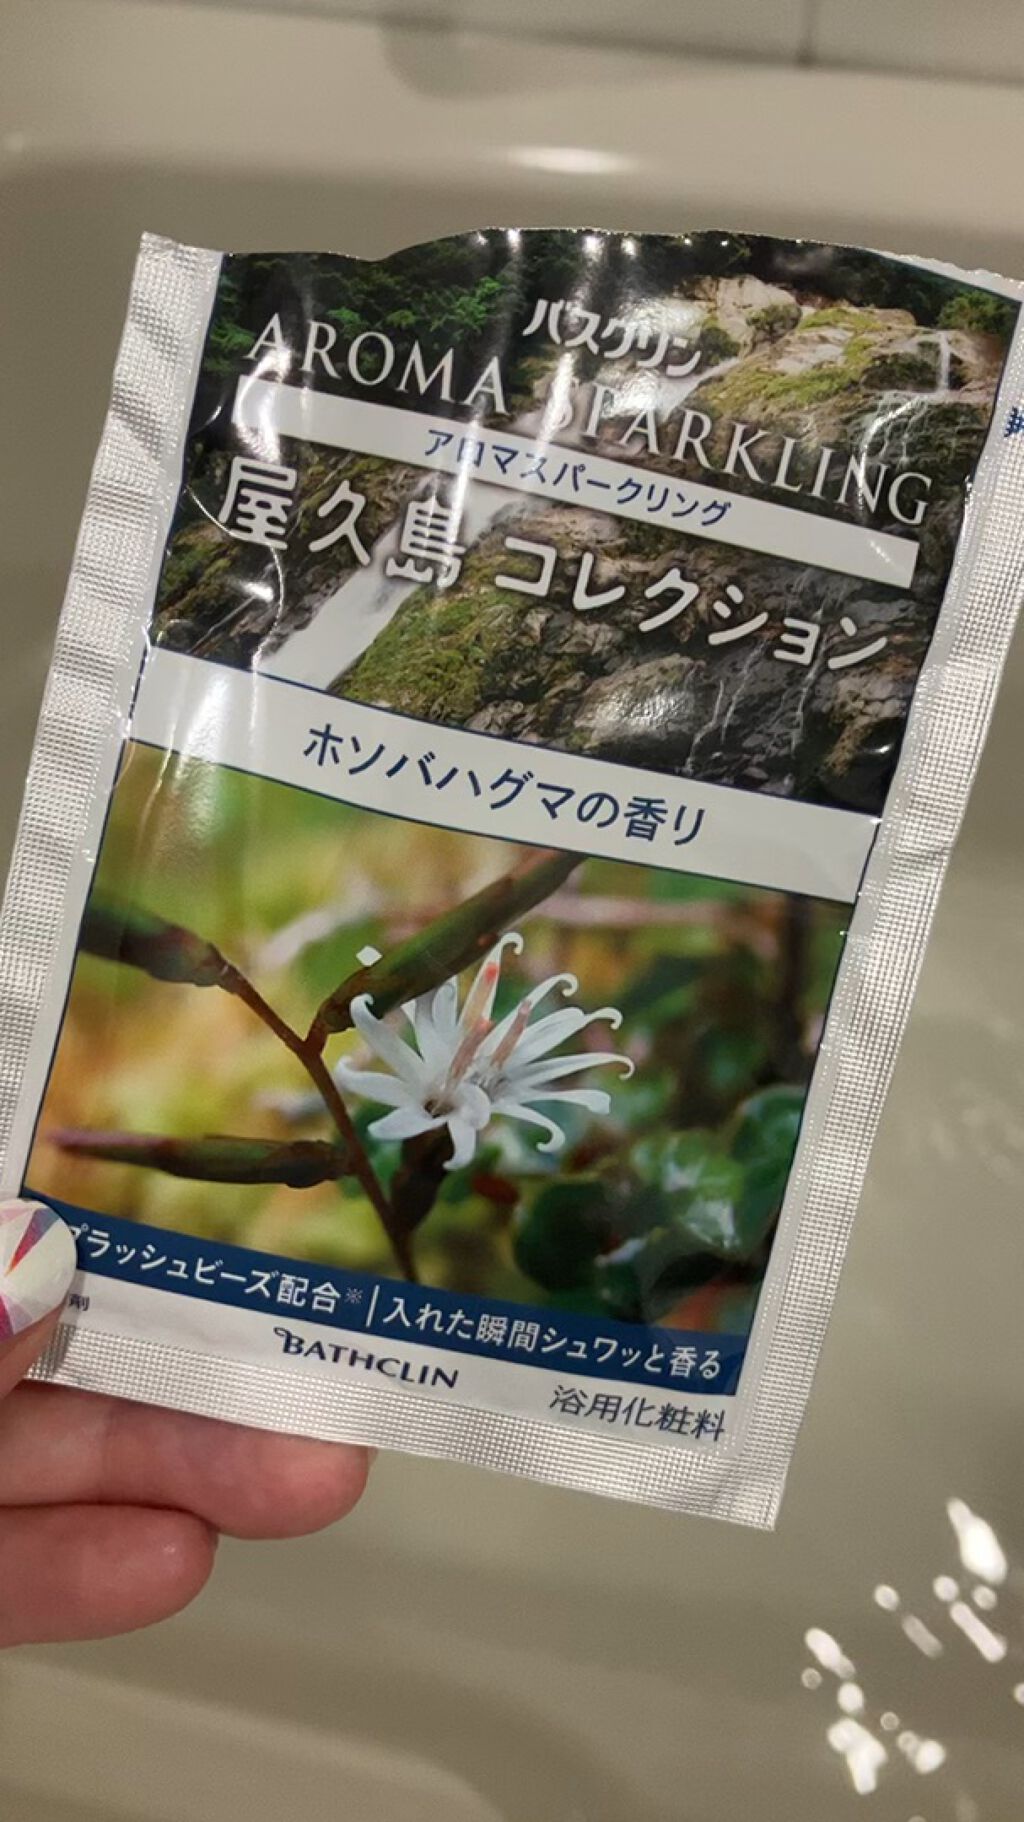 バスクリン
AROMA SPARKLING
アロマスパークリング
屋久島 コレクション
ホソバハグマの香り
プラッシュビーズ配合※|入れた瞬間シュワッと香る
剤
BATHCLIN
浴用化粧料